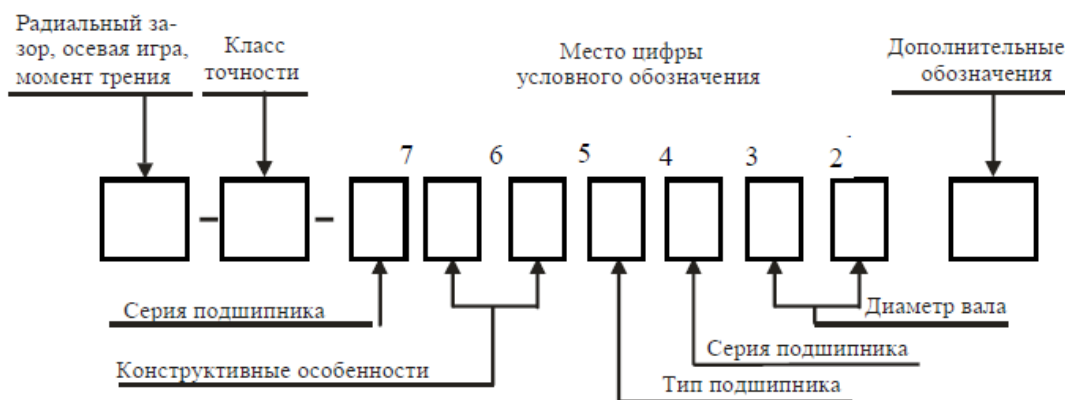 Радиальный за-
зор, осевая игра,
момент трения
Класс
точности
Место цифры
условного обозначения
Дополнительные
обозначения
7 6 5 4 3 2
– –
Серия подшипника
Диаметр вала
Серия подшипника
Конструктивные особенности
Тип подшипника